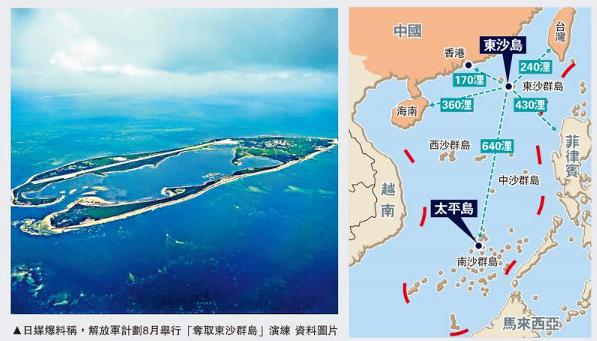 ▲日媒爆料稱，解放軍計劃8月舉行「奪取東沙群島」演練 資料圖片
中國
台灣
香港
東沙島
240浬
170浬
東沙群島
海南
360浬
430浬
西沙群島
640浬
菲律賓
中沙群島
越南
太平島
南沙群島
馬來西亞